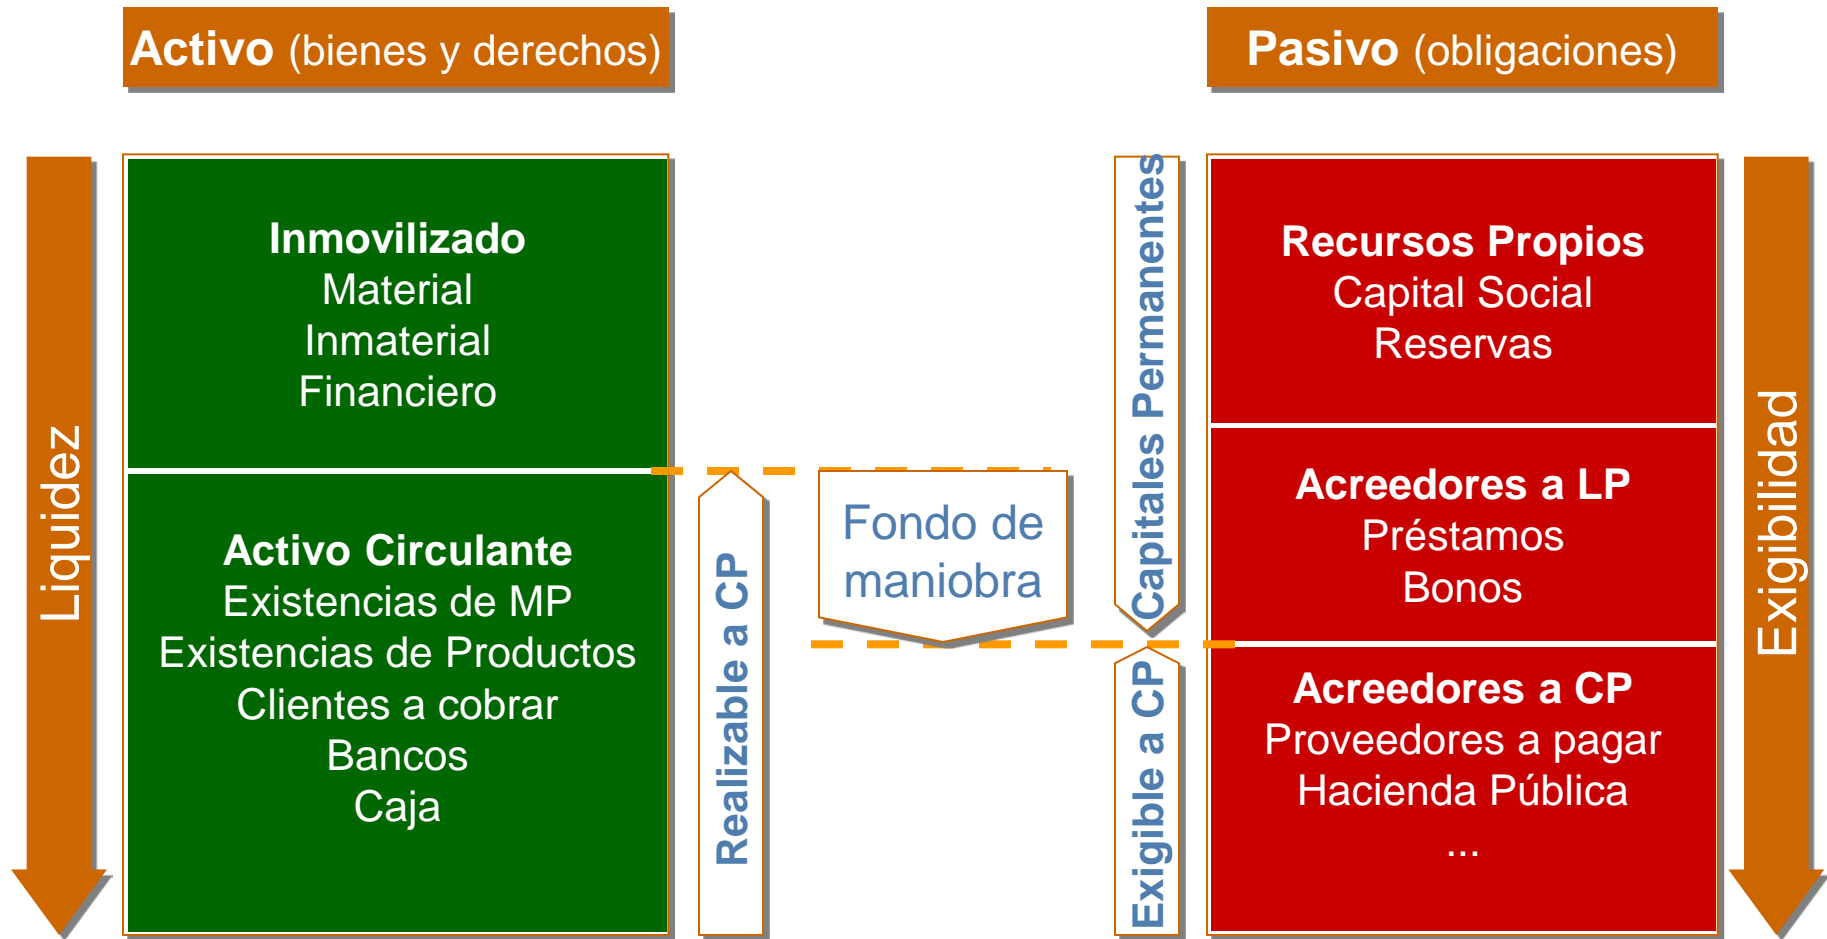 Activo (bienes y derechos)
Pasivo (obligaciones)
Liquidez
Inmovilizado
Material
Inmaterial
Financiero
Activo Circulante
Existencias de MP
Existencias de Productos
Clientes a cobrar
Bancos
Caja
Realizable a CP
Fondo de
maniobra
Capitales Permanentes
Exigible a CP
Recursos Propios
Capital Social
Reservas
Acreedores a LP
Préstamos
Bonos
Acreedores a CP
Proveedores a pagar
Hacienda Pública
...
Exigibilidad